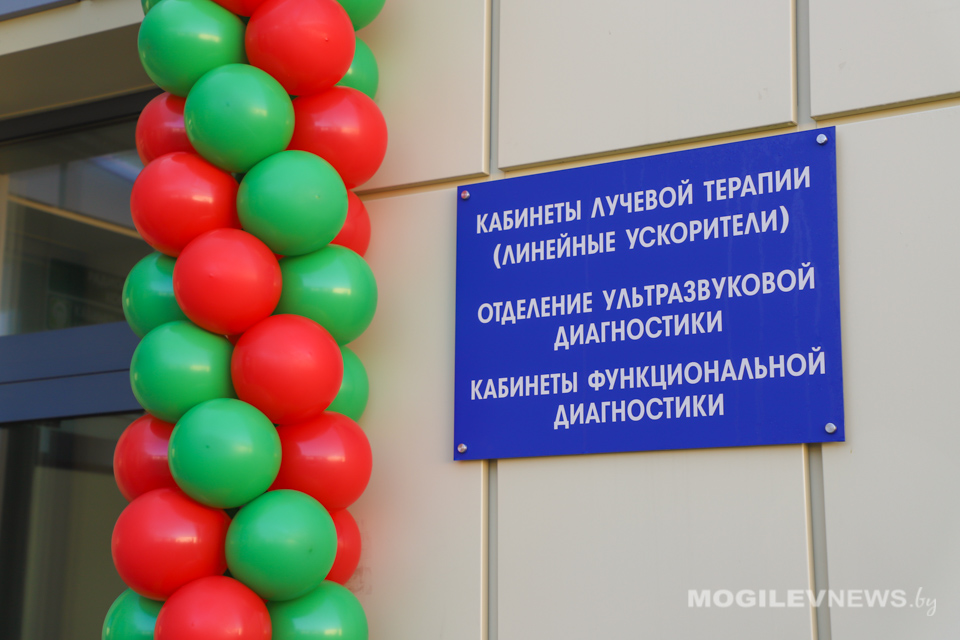 КАБИНЕТЫ ЛУЧЕВОЙ ТЕРАПИИ
(ЛИНЕЙНЫЕ УСКОРИТЕЛИ)
ОТДЕЛЕНИЕ УЛЬТРАЗВУКОВОЙ
ДИАГНОСТИКИ
КАБИНЕТЫ ФУНКЦИОНАЛЬНОЙ
ДИАГНОСТИКИ
MOGILEVNEWS.by